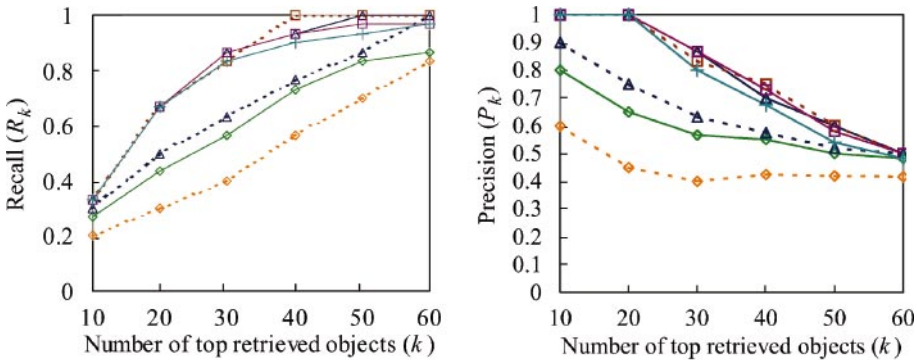 1
0.8
0.6
0.4
0.2
0
Recall (Rk)
10 20 30 40 50 60
Number of top retrieved objects (k)
1
0.9
0.8
0.7
0.6
0.5
0.4
0.3
0.2
0.1
0
Precision (Pk)
10 20 30 40 50 60
Number of top retrieved objects (k)